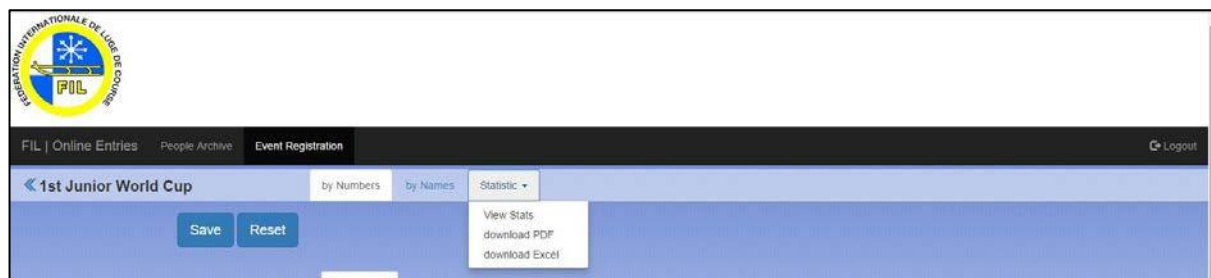 FEDERATION INTERNATIONALE DE LUGE DE COURSE
FIL
FIL | Online Entries People Archive Event Registration Logout
1st Junior World Cup by Numbers by Names Statistic
Save Reset
View Stats
download PDF
download Excel